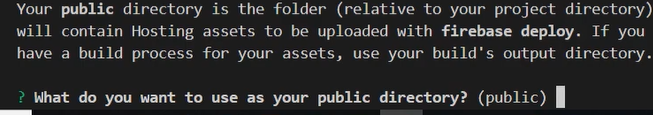 Your public directory is the folder (relative to your project directory)
will contain Hosting assets to be uploaded with firebase deploy. If you
have a build process for your assets, use your build's output directory.
? What do you want to use as your public directory? (public)